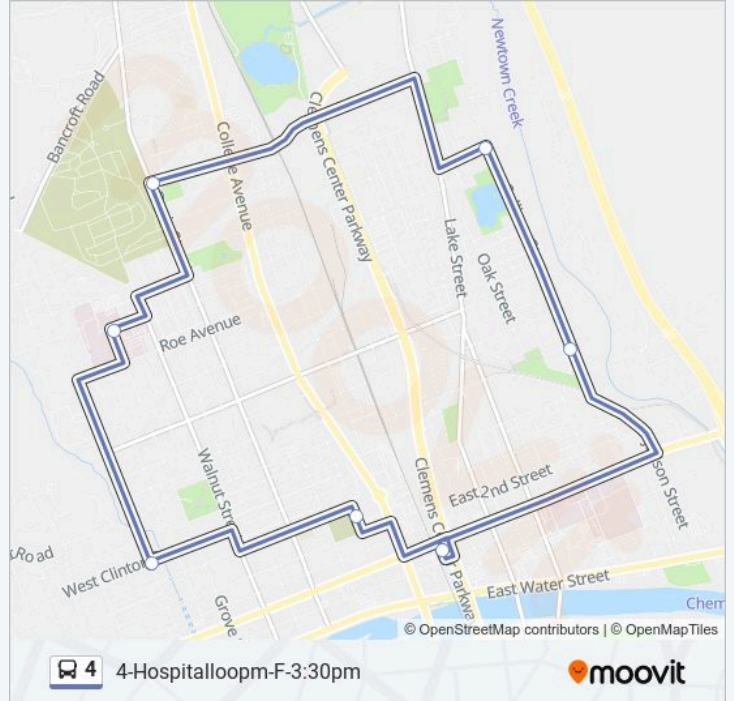 Newtown Creek
Bancroft Road
College Avenue
Clemens Center Parkway
Lake Street
Oak Street
Roe Avenue
Walnut Stre
Clemens C
Parkway
East 2nd Street
son Street
Road
West Clinton
Grove
East Water Street
Chem
© OpenStreetMap contributors | © OpenMapTiles
4 4-Hospitalloopm-F-3:30pm
moovit